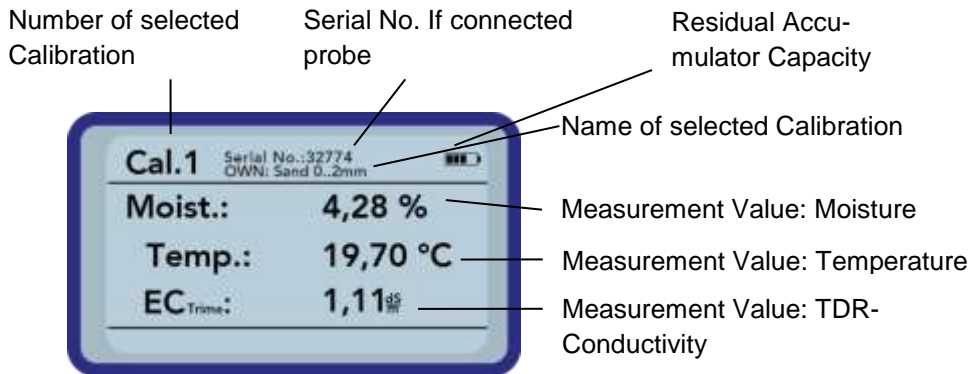 Number of selected
Calibration
Serial No. If connected
probe
Residual Accu-
mulator Capacity
Name of selected Calibration
Cal.1
Serial No.:32774
OWN: Sand 0..2mm
Moist.: 4,28 %
Measurement Value: Moisture
Temp.: 19,70 °C
Measurement Value: Temperature
ECTrime: 1,11 dS
m
Measurement Value: TDR-
Conductivity